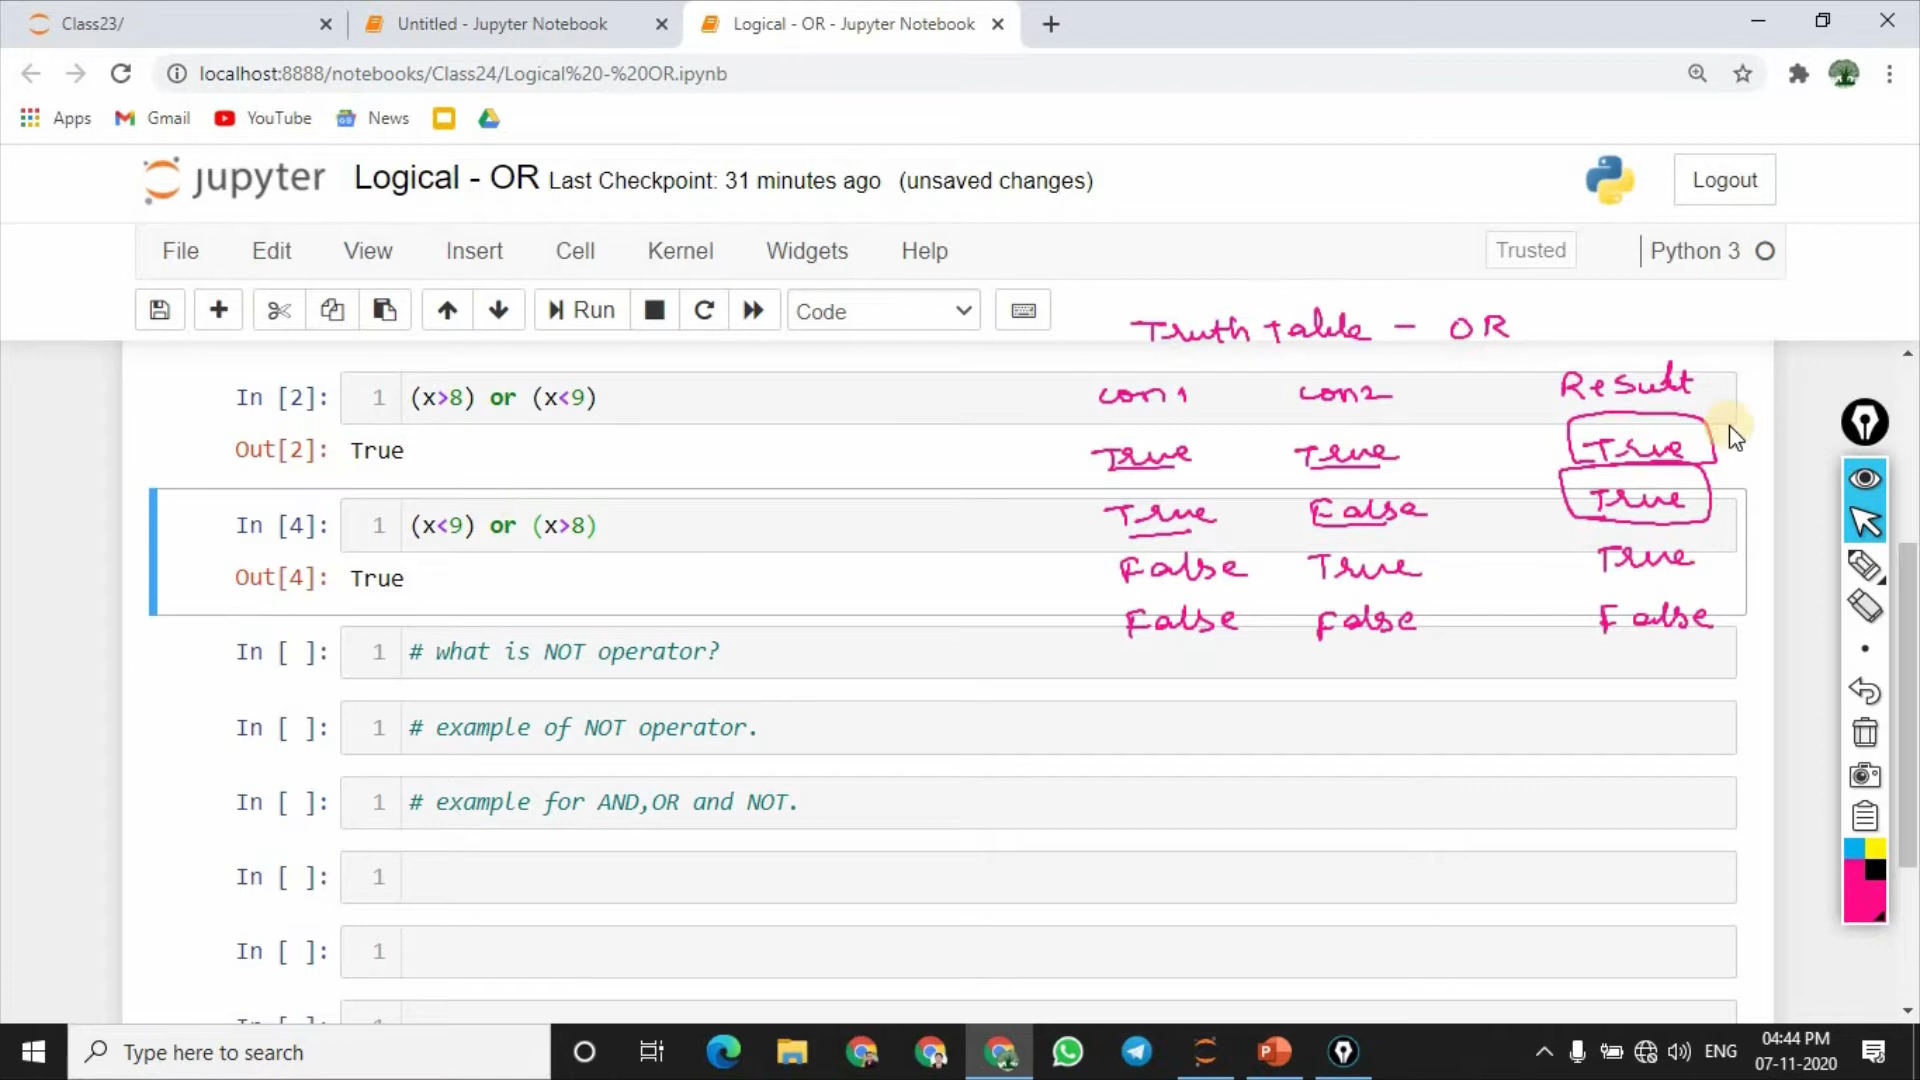 Class23/
Untitled - Jupyter Notebook
Logical - OR - Jupyter Notebook
localhost:8888/notebooks/Class24/Logical%20-%20OR.ipynb
Apps Gmail YouTube News
jupyter Logical - OR Last Checkpoint: 31 minutes ago (unsaved changes)
Logout
File Edit View Insert Cell Kernel Widgets Help
Trusted
Python 3
Run
Code
Truth table - OR
con1 con2 Result
True True True
True False True
False True True
False False False
In [2]: 1 (x>8) or (x<9)
Out[2]: True
In [4]: 1 (x<9) or (x>8)
Out[4]: True
In [ ]: 1 # what is NOT operator?
In [ ]: 1 # example of NOT operator.
In [ ]: 1 # example for AND,OR and NOT.
In [ ]: 1
In [ ]: 1
Type here to search
ENG
04:44 PM
07-11-2020